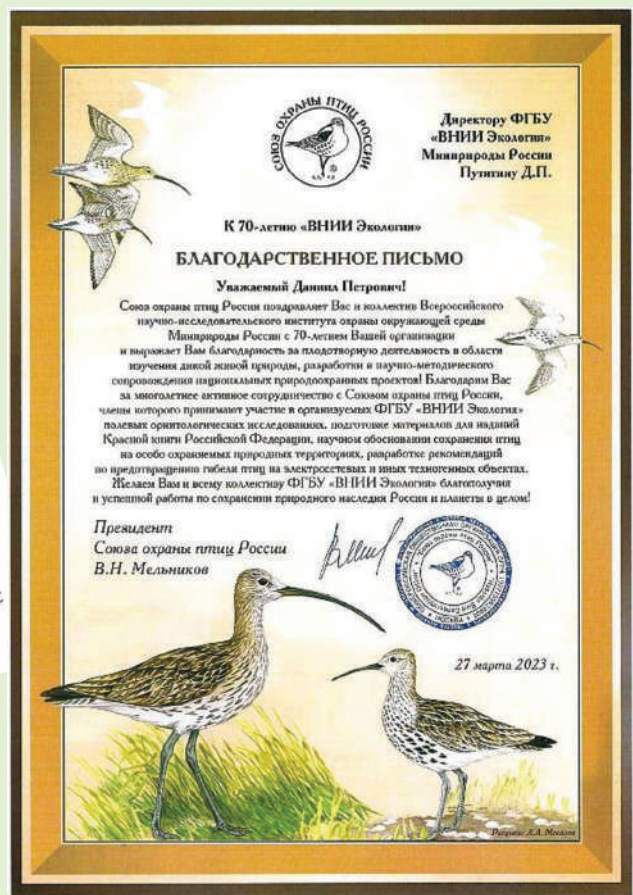 СОЮЗ ОХРАНЫ ПТИЦ РОССИИ
Директору ФГБУ
«ВНИИ Экология»
Минприроды России
Путятину Д.П.
К 70-летию «ВНИИ Экология»
БЛАГОДАРСТВЕННОЕ ПИСЬМО
Уважаемый Даниил Петрович!
Союз охраны птиц России поздравляет Вас и коллектив Всероссийского
научно-исследовательского института охраны окружающей среды
Минприроды России с 70-летием Вашей организации
и выражает Вам благодарность за плодотворную деятельность в области
изучения дикой живой природы, разработки и научно-методического
сопровождения национальных природоохранных проектов! Благодарим Вас
за многолетнее активное сотрудничество с Союзом охраны птиц России,
члены которого принимают участие в организуемых ФГБУ «ВНИИ Экология»
полевых орнитологических исследованиях, подготовке материалов для изданий
Красной книги Российской Федерации, научном обосновании сохранения птиц
на особо охраняемых природных территориях, разработке рекомендаций
по предотвращению гибели птиц на электросетевых и иных техногенных объектах.
Желаем Вам и всему коллективу ФГБУ «ВНИИ Экология» благополучия
и успешной работы по сохранению природного наследия России и планеты в целом!
Президент
Союза охраны птиц России
В.Н. Мельников
27 марта 2023 г.